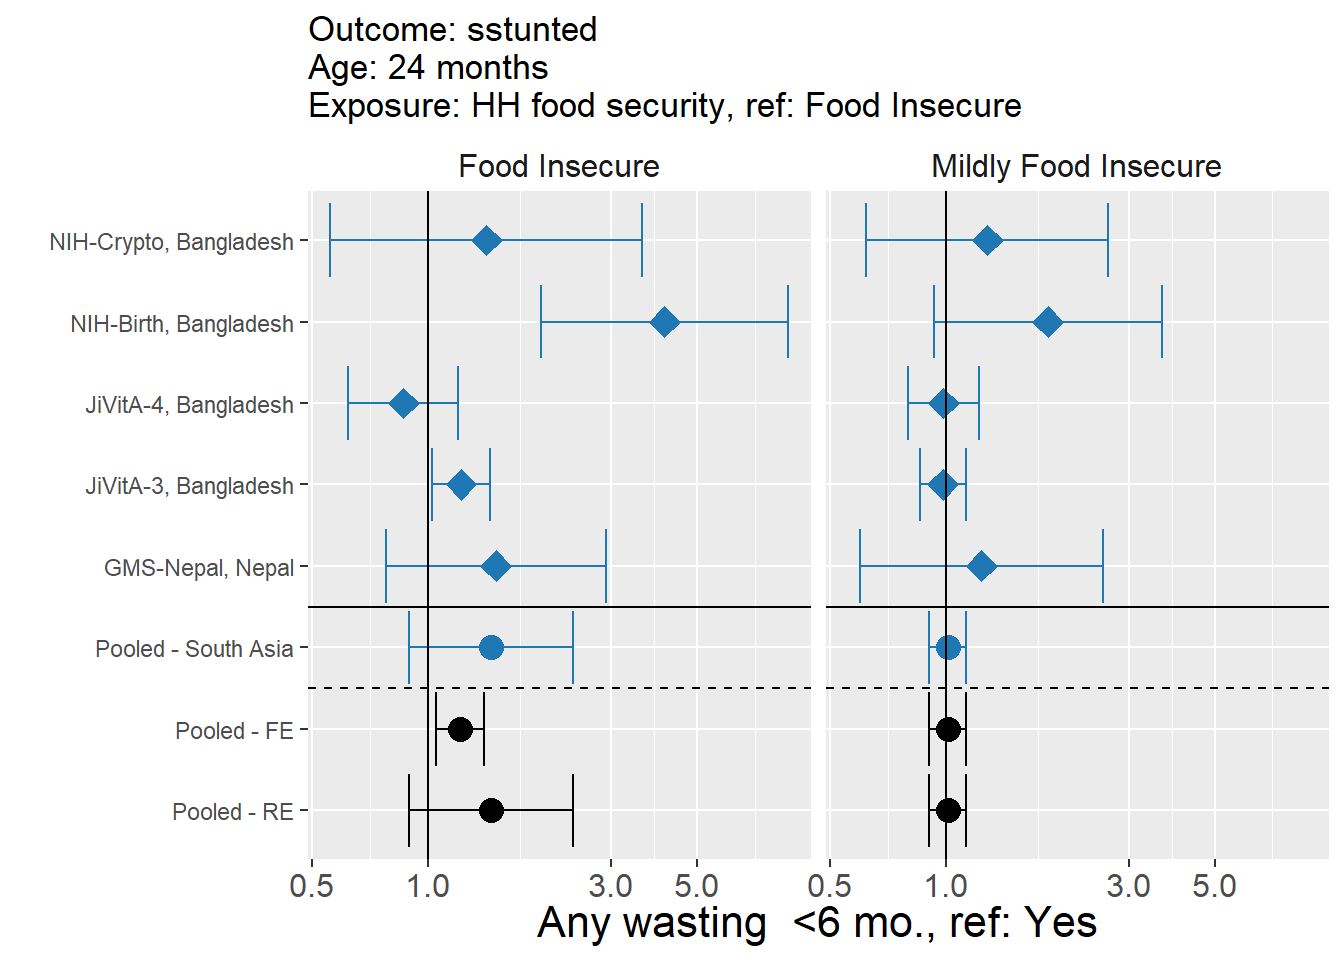 Outcome: sstunted
Age: 24 months
Exposure: HH food security, ref: Food Insecure
Food Insecure
Mildly Food Insecure
NIH-Crypto, Bangladesh
NIH-Birth, Bangladesh
JiVitA-4, Bangladesh
JiVitA-3, Bangladesh
GMS-Nepal, Nepal
Pooled - South Asia
Pooled - FE
Pooled - RE
0.5 1.0 3.0 5.0
0.5 1.0 3.0 5.0
Any wasting  <6 mo., ref: Yes